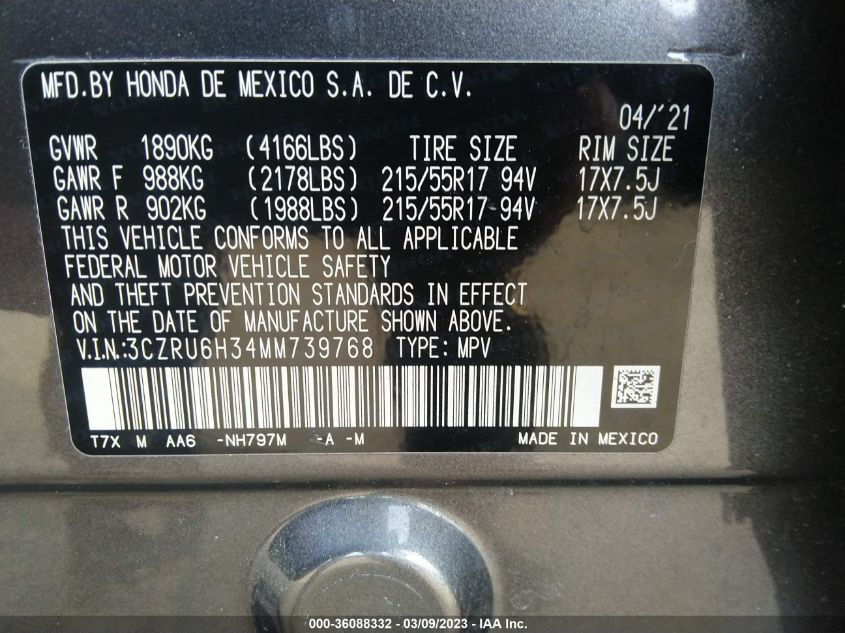 MFD.BY HONDA DE MEXICO S.A. DE C.V.
04/'21
GVWR 1890KG (4166LBS) TIRE SIZE RIM SIZE
GAWR F 988KG (2178LBS) 215/55R17 94V 17X7.5J
GAWR R 902KG (1988LBS) 215/55R17 94V 17X7.5J
THIS VEHICLE CONFORMS TO ALL APPLICABLE
FEDERAL MOTOR VEHICLE SAFETY
AND THEFT PREVENTION STANDARDS IN EFFECT
ON THE DATE OF MANUFACTURE SHOWN ABOVE.
V.I.N.:3CZRU6H34MM739768 TYPE: MPV
T7X M AA6 -NH797M -A -M MADE IN MEXICO
000-36088332 - 03/09/2023 - IAA Inc.